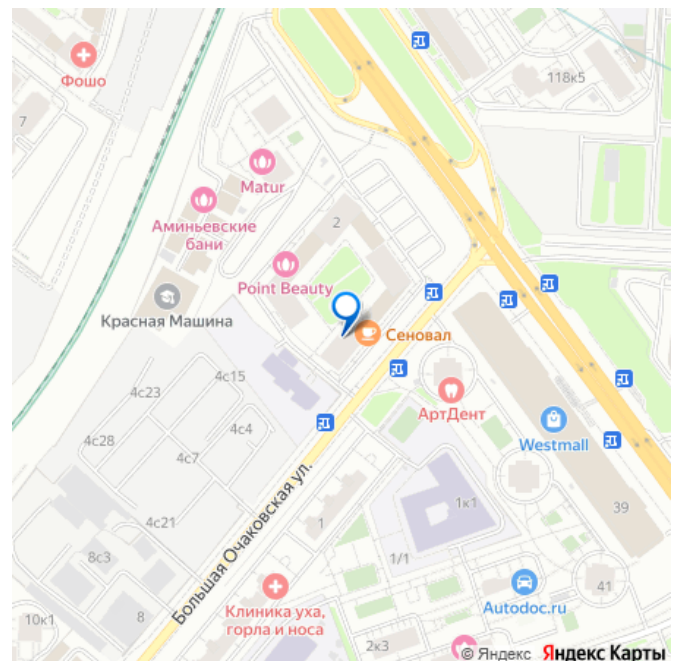 Фошо
118к5
7
Matur
2
Аминьевские
бани
Point Beauty
Красная Машина
Сеновал
4с15
4с23
АртДент
4с4
4с28
Westmall
4с7
1к1
39
4с21
1
Большая Очаковская ул.
8с3
1/1
41
Autodoc.ru
Клиника уха,
горла и носа
10к1
8
2к3
© Яндекс Яндекс Карты